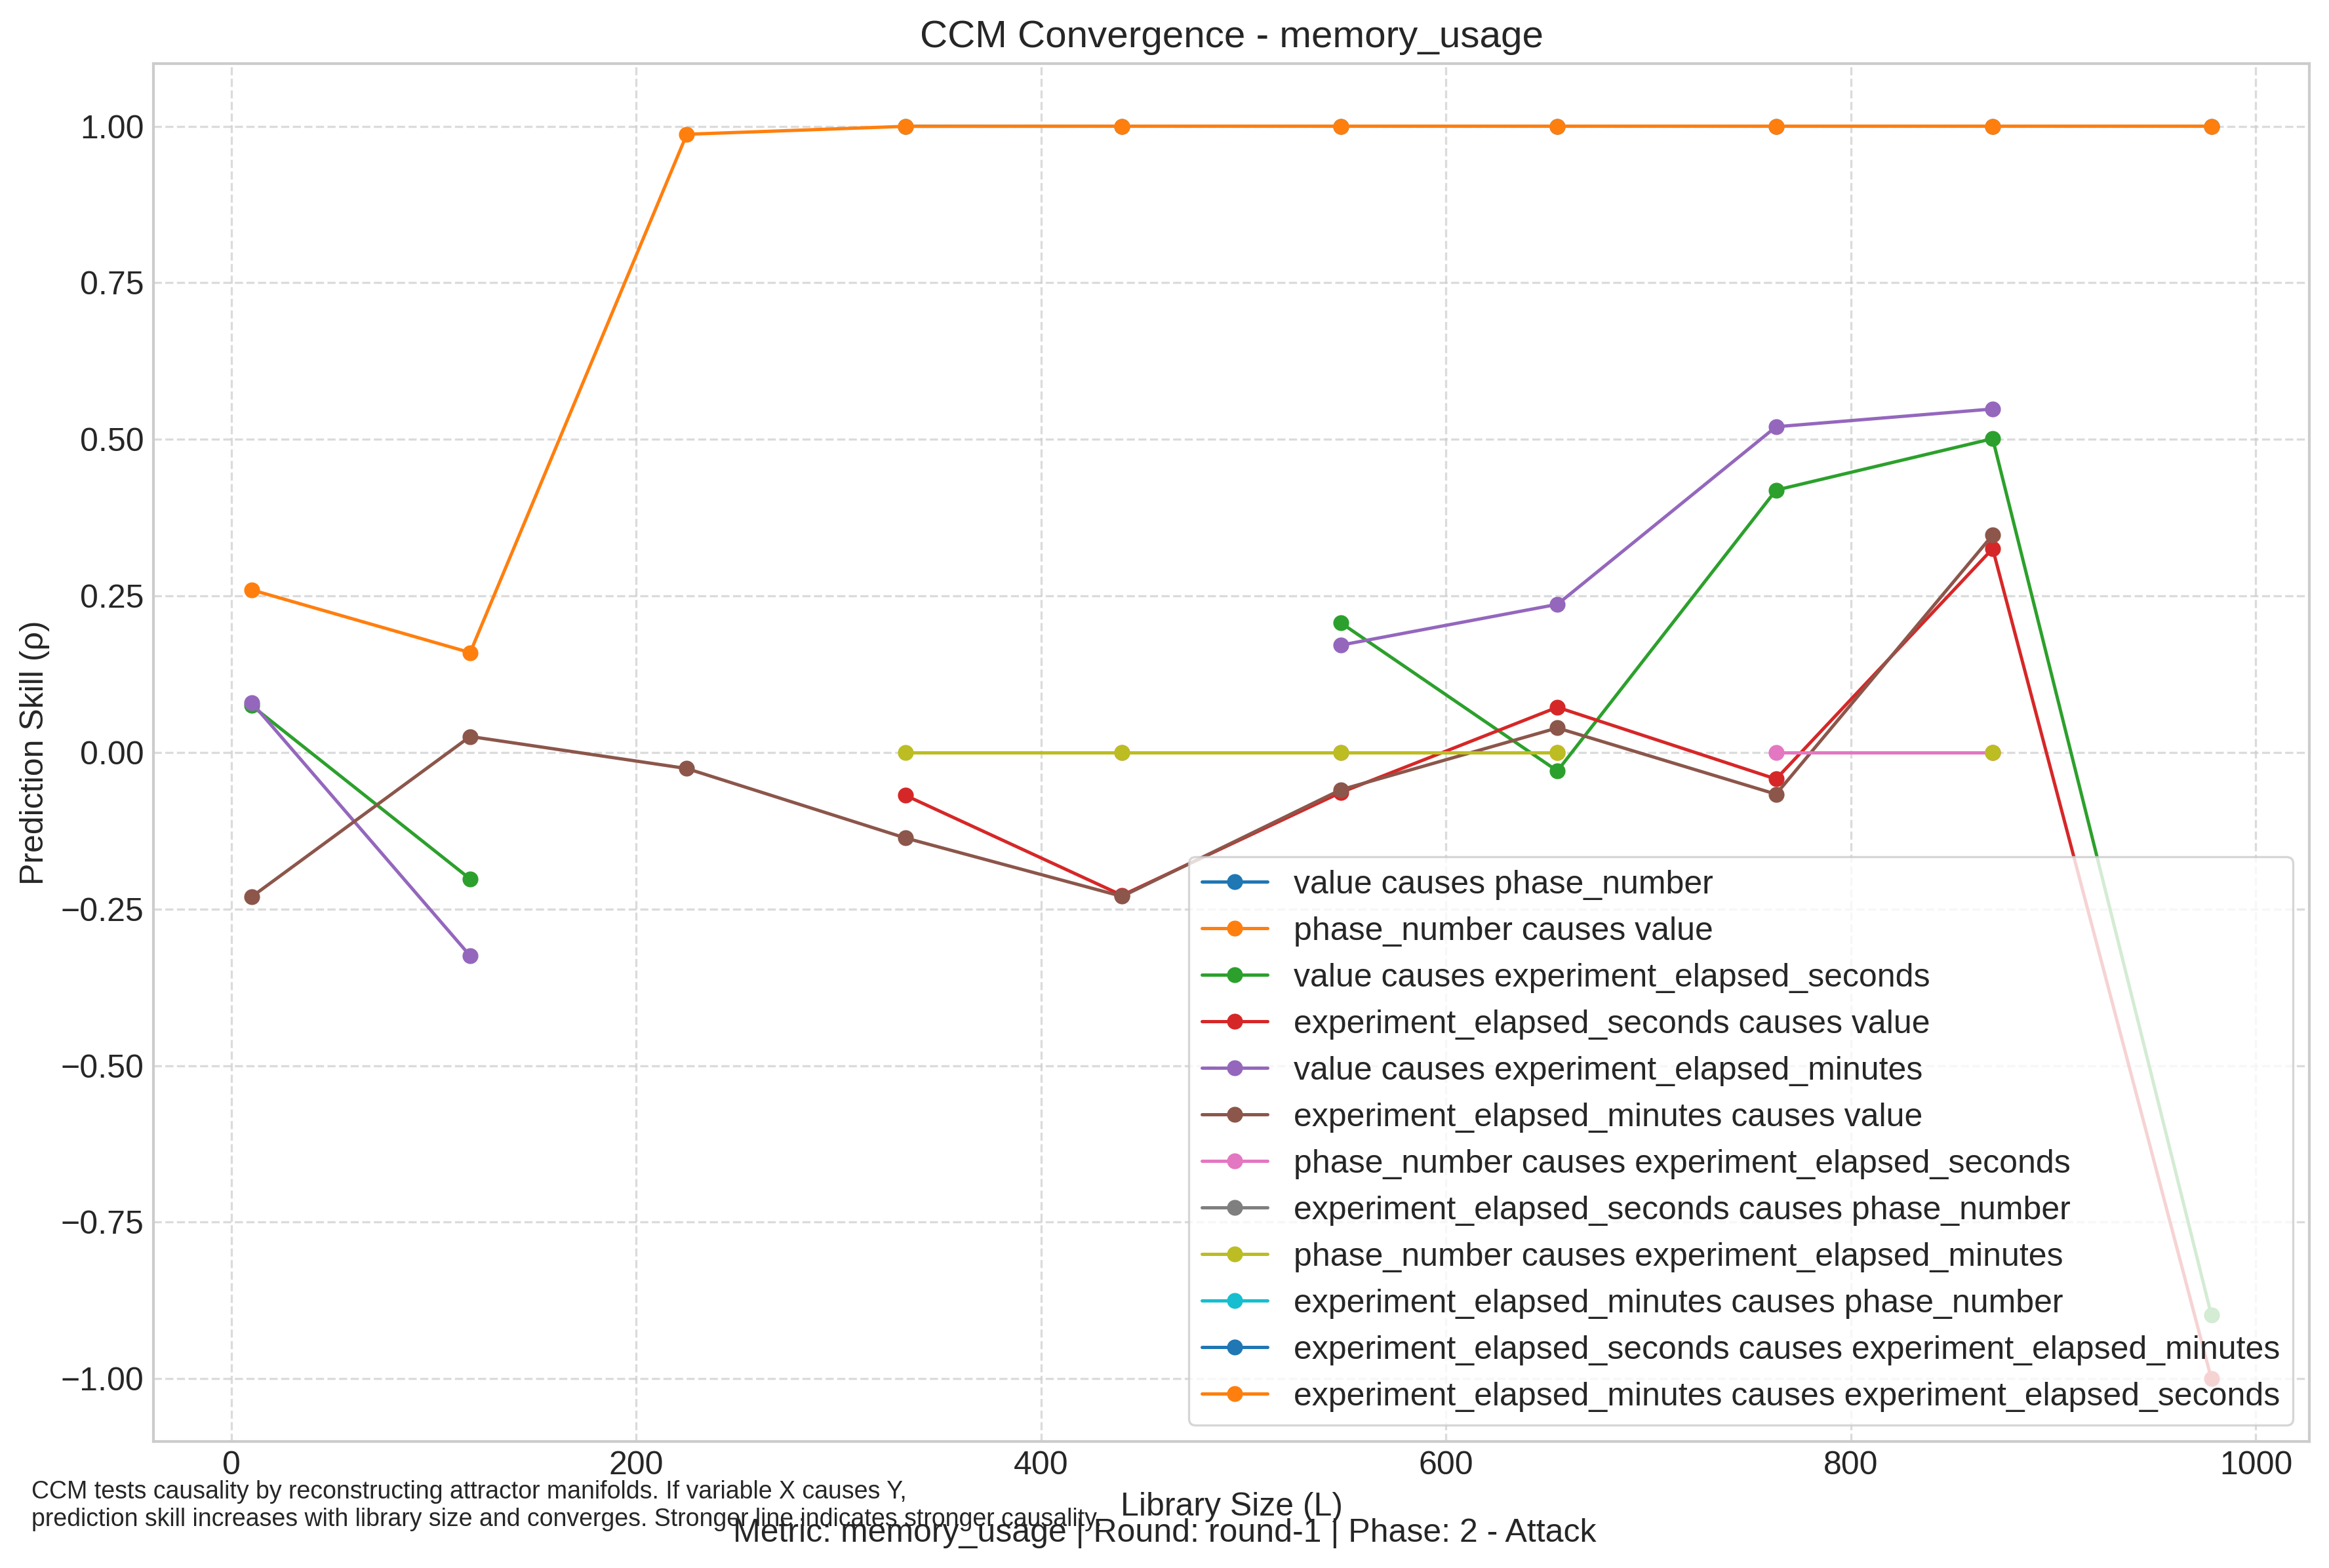 CCM Convergence - memory_usage
1.00
0.75
0.50
0.25
0.00
−0.25
−0.50
−0.75
−1.00
Prediction Skill (ρ)
value causes phase_number
phase_number causes value
value causes experiment_elapsed_seconds
experiment_elapsed_seconds causes value
value causes experiment_elapsed_minutes
experiment_elapsed_minutes causes value
phase_number causes experiment_elapsed_seconds
experiment_elapsed_seconds causes phase_number
phase_number causes experiment_elapsed_minutes
experiment_elapsed_minutes causes phase_number
experiment_elapsed_seconds causes experiment_elapsed_minutes
experiment_elapsed_minutes causes experiment_elapsed_seconds
0 200 400 600 800 1000
Library Size (L)
CCM tests causality by reconstructing attractor manifolds. If variable X causes Y,
prediction skill increases with library size and converges. Stronger line indicates stronger causality.
Metric: memory_usage | Round: round-1 | Phase: 2 - Attack